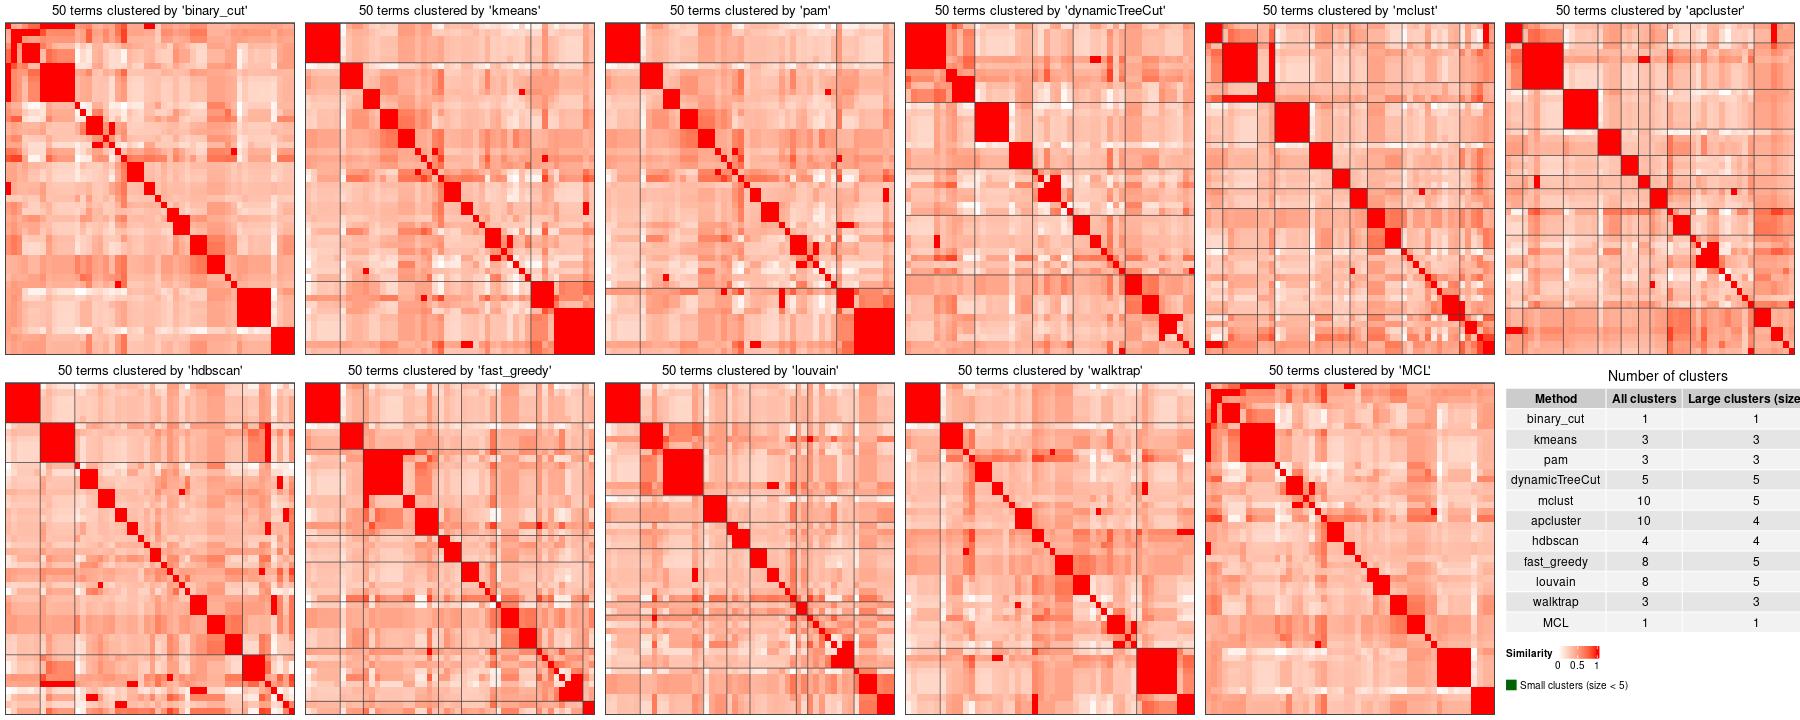 50 terms clustered by 'binary_cut'
50 terms clustered by 'kmeans'
50 terms clustered by 'pam'
50 terms clustered by 'dynamicTreeCut'
50 terms clustered by 'mclust'
50 terms clustered by 'apcluster'
50 terms clustered by 'hdbscan'
50 terms clustered by 'fast_greedy'
50 terms clustered by 'louvain'
50 terms clustered by 'walktrap'
50 terms clustered by 'MCL'
Number of clusters
Method All clusters Large clusters (size
binary_cut 1 1
kmeans 3 3
pam 3 3
dynamicTreeCut 5 5
mclust 10 5
apcluster 10 4
hdbscan 4 4
fast_greedy 8 5
louvain 8 5
walktrap 3 3
MCL 1 1
Similarity
0 0.5 1
Small clusters (size < 5)